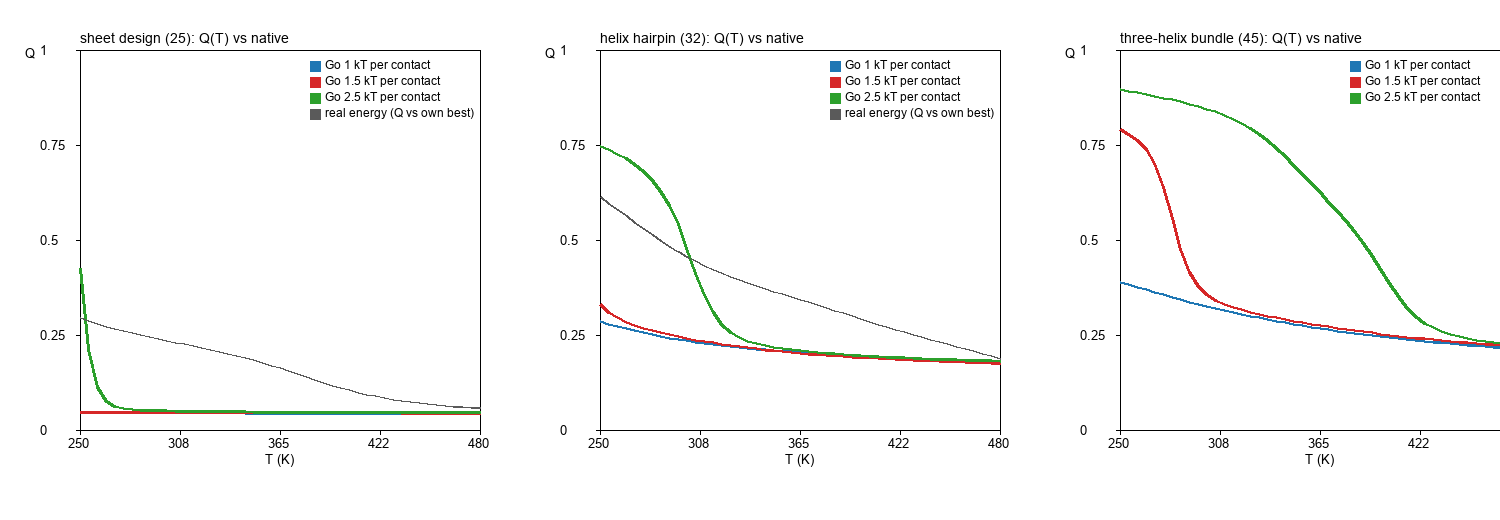 sheet design (25): Q(T) vs native
Q
1
0.75
0.5
0.25
0
Go 1 kT per contact
Go 1.5 kT per contact
Go 2.5 kT per contact
real energy (Q vs own best)
250
308
365
422
480
T (K)
helix hairpin (32): Q(T) vs native
Q
1
0.75
0.5
0.25
0
Go 1 kT per contact
Go 1.5 kT per contact
Go 2.5 kT per contact
real energy (Q vs own best)
250
308
365
422
480
T (K)
three-helix bundle (45): Q(T) vs native
Q
1
0.75
0.5
0.25
0
Go 1 kT per contact
Go 1.5 kT per contact
Go 2.5 kT per contact
250
308
365
422
T (K)